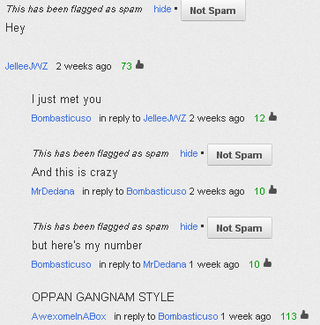 This has been flagged as spam hide • Not Spam
Hey
JelleeJWZ 2 weeks ago 73
I just met you
Bombasticuso in reply to JelleeJWZ 2 weeks ago 12
This has been flagged as spam hide • Not Spam
And this is crazy
MrDedana in reply to Bombasticuso 2 weeks ago 10
This has been flagged as spam hide • Not Spam
but here's my number
Bombasticuso in reply to MrDedana 1 week ago 10
OPPAN GANGNAM STYLE
AwexomeInABox in reply to Bombasticuso 1 week ago 113